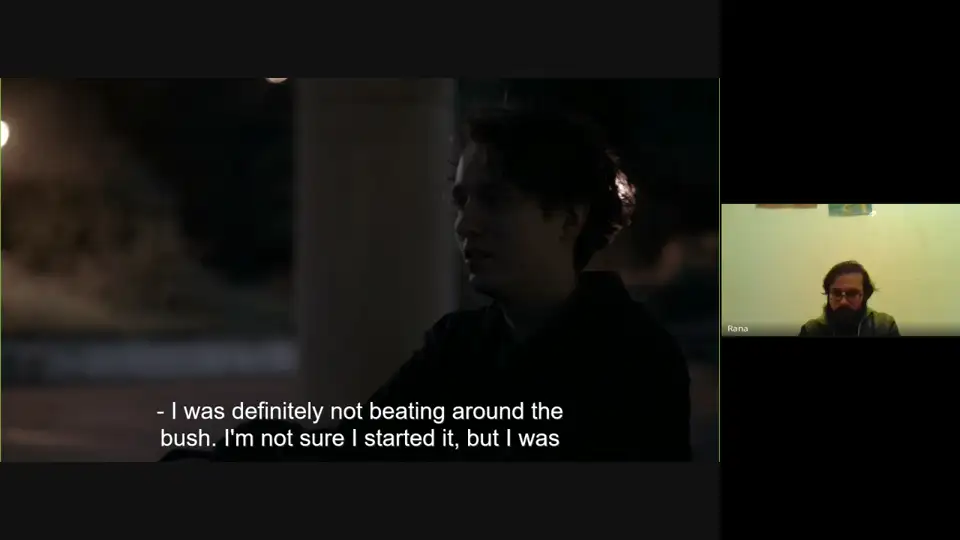 - I was definitely not beating around the
bush. I'm not sure I started it, but I was
Rana